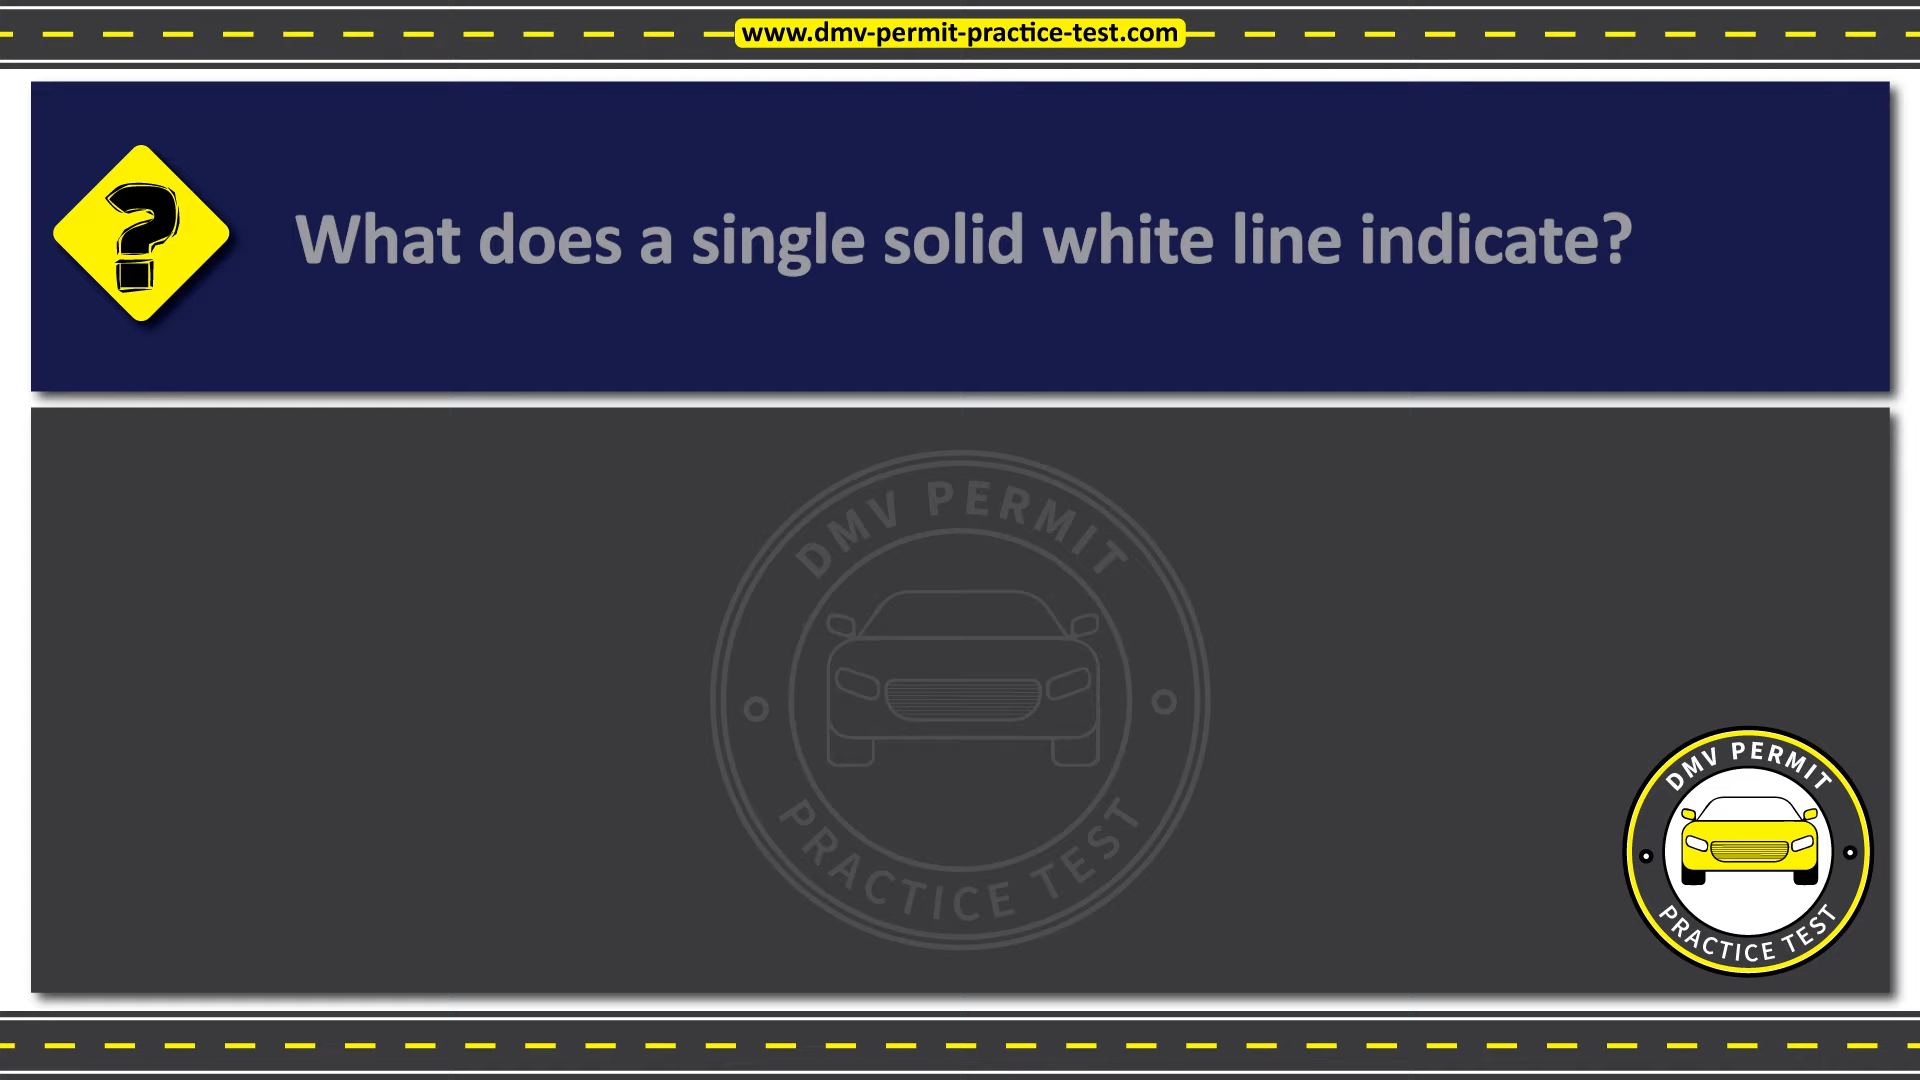 www.dmv-permit-practice-test.com
What does a single solid white line indicate?
DMV PERMIT
PRACTICE TEST
DMV PERMIT
PRACTICE TEST